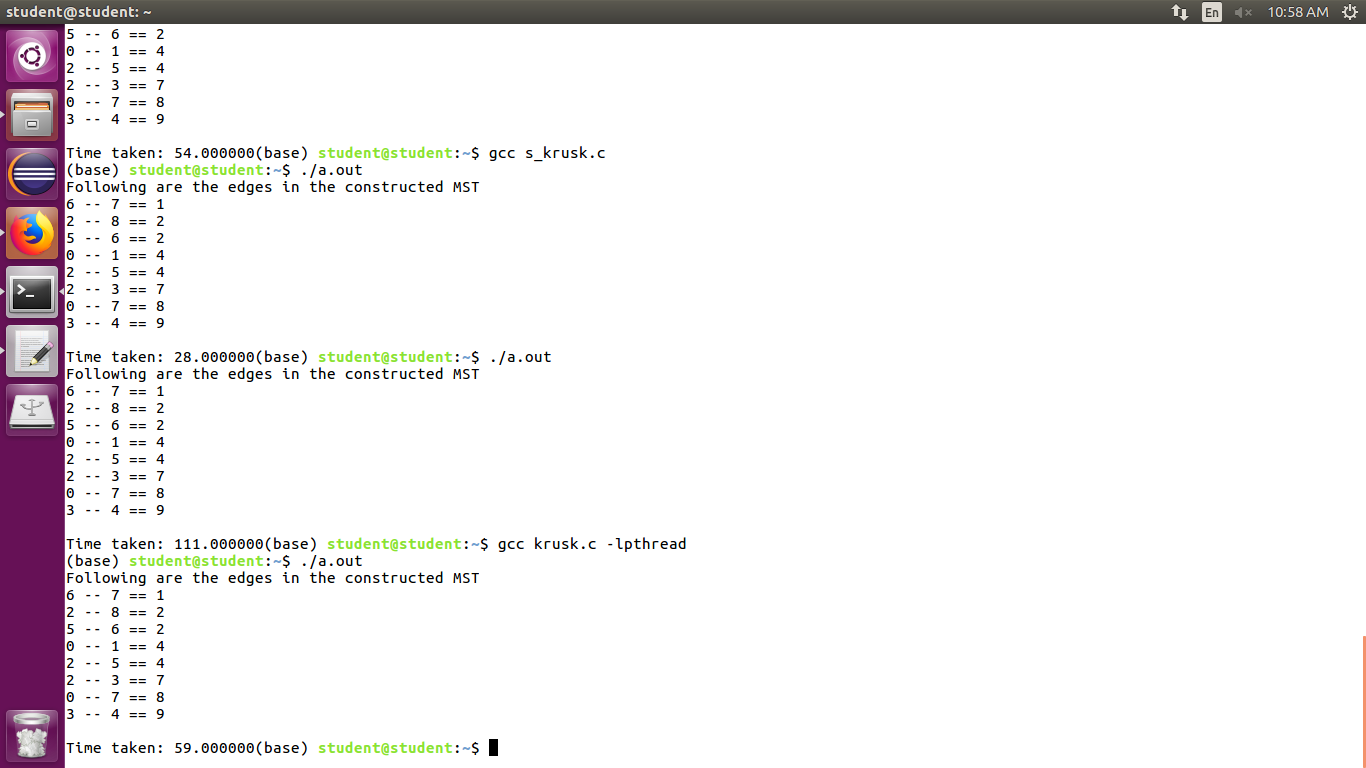 student@student: ~
En
10:58 AM
5 -- 6 == 2
0 -- 1 == 4
2 -- 5 == 4
2 -- 3 == 7
0 -- 7 == 8
3 -- 4 == 9
Time taken: 54.000000(base) student@student:~$ gcc s_krusk.c
(base) student@student:~$ ./a.out
Following are the edges in the constructed MST
6 -- 7 == 1
2 -- 8 == 2
5 -- 6 == 2
0 -- 1 == 4
2 -- 5 == 4
2 -- 3 == 7
0 -- 7 == 8
3 -- 4 == 9
Time taken: 28.000000(base) student@student:~$ ./a.out
Following are the edges in the constructed MST
6 -- 7 == 1
2 -- 8 == 2
5 -- 6 == 2
0 -- 1 == 4
2 -- 5 == 4
2 -- 3 == 7
0 -- 7 == 8
3 -- 4 == 9
Time taken: 111.000000(base) student@student:~$ gcc krusk.c -lpthread
(base) student@student:~$ ./a.out
Following are the edges in the constructed MST
6 -- 7 == 1
2 -- 8 == 2
5 -- 6 == 2
0 -- 1 == 4
2 -- 5 == 4
2 -- 3 == 7
0 -- 7 == 8
3 -- 4 == 9
Time taken: 59.000000(base) student@student:~$